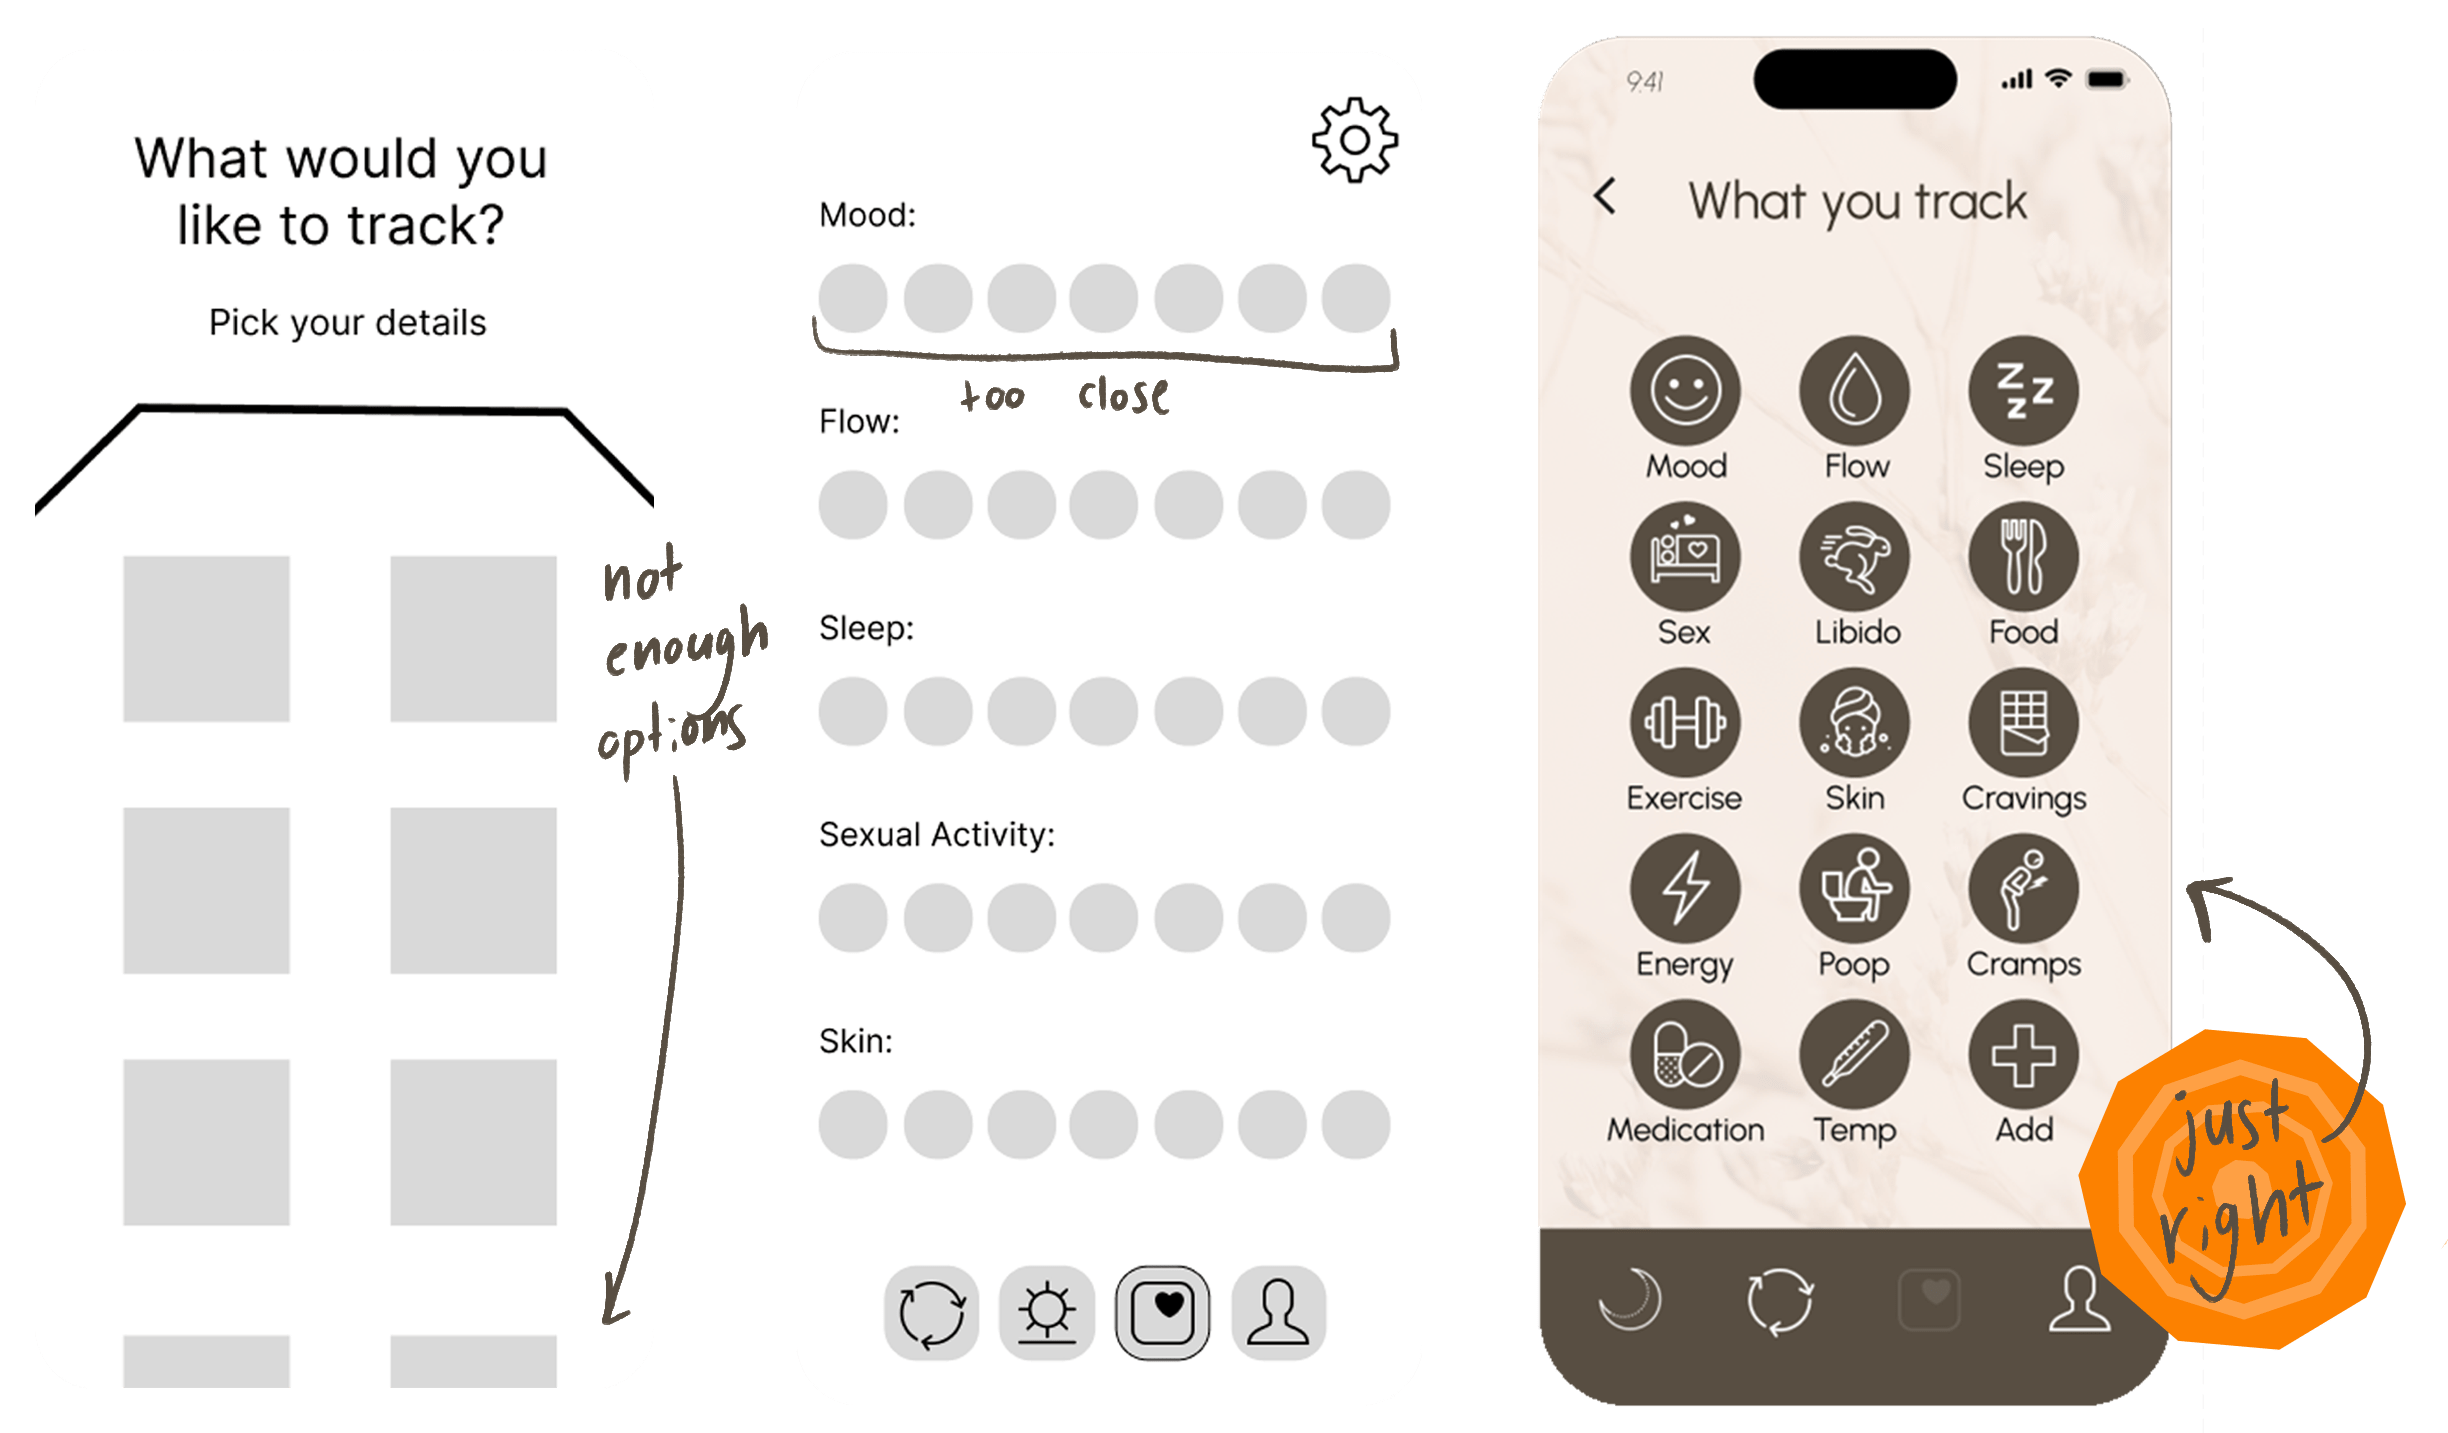 What would you
like to track?
Pick your details
not
enough
options
Mood:
too close
Flow:
Sleep:
Sexual Activity:
Skin:
9:41
What you track
Mood Flow Sleep
Sex Libido Food
Exercise Skin Cravings
Energy Poop Cramps
Medication Temp Add
just
right